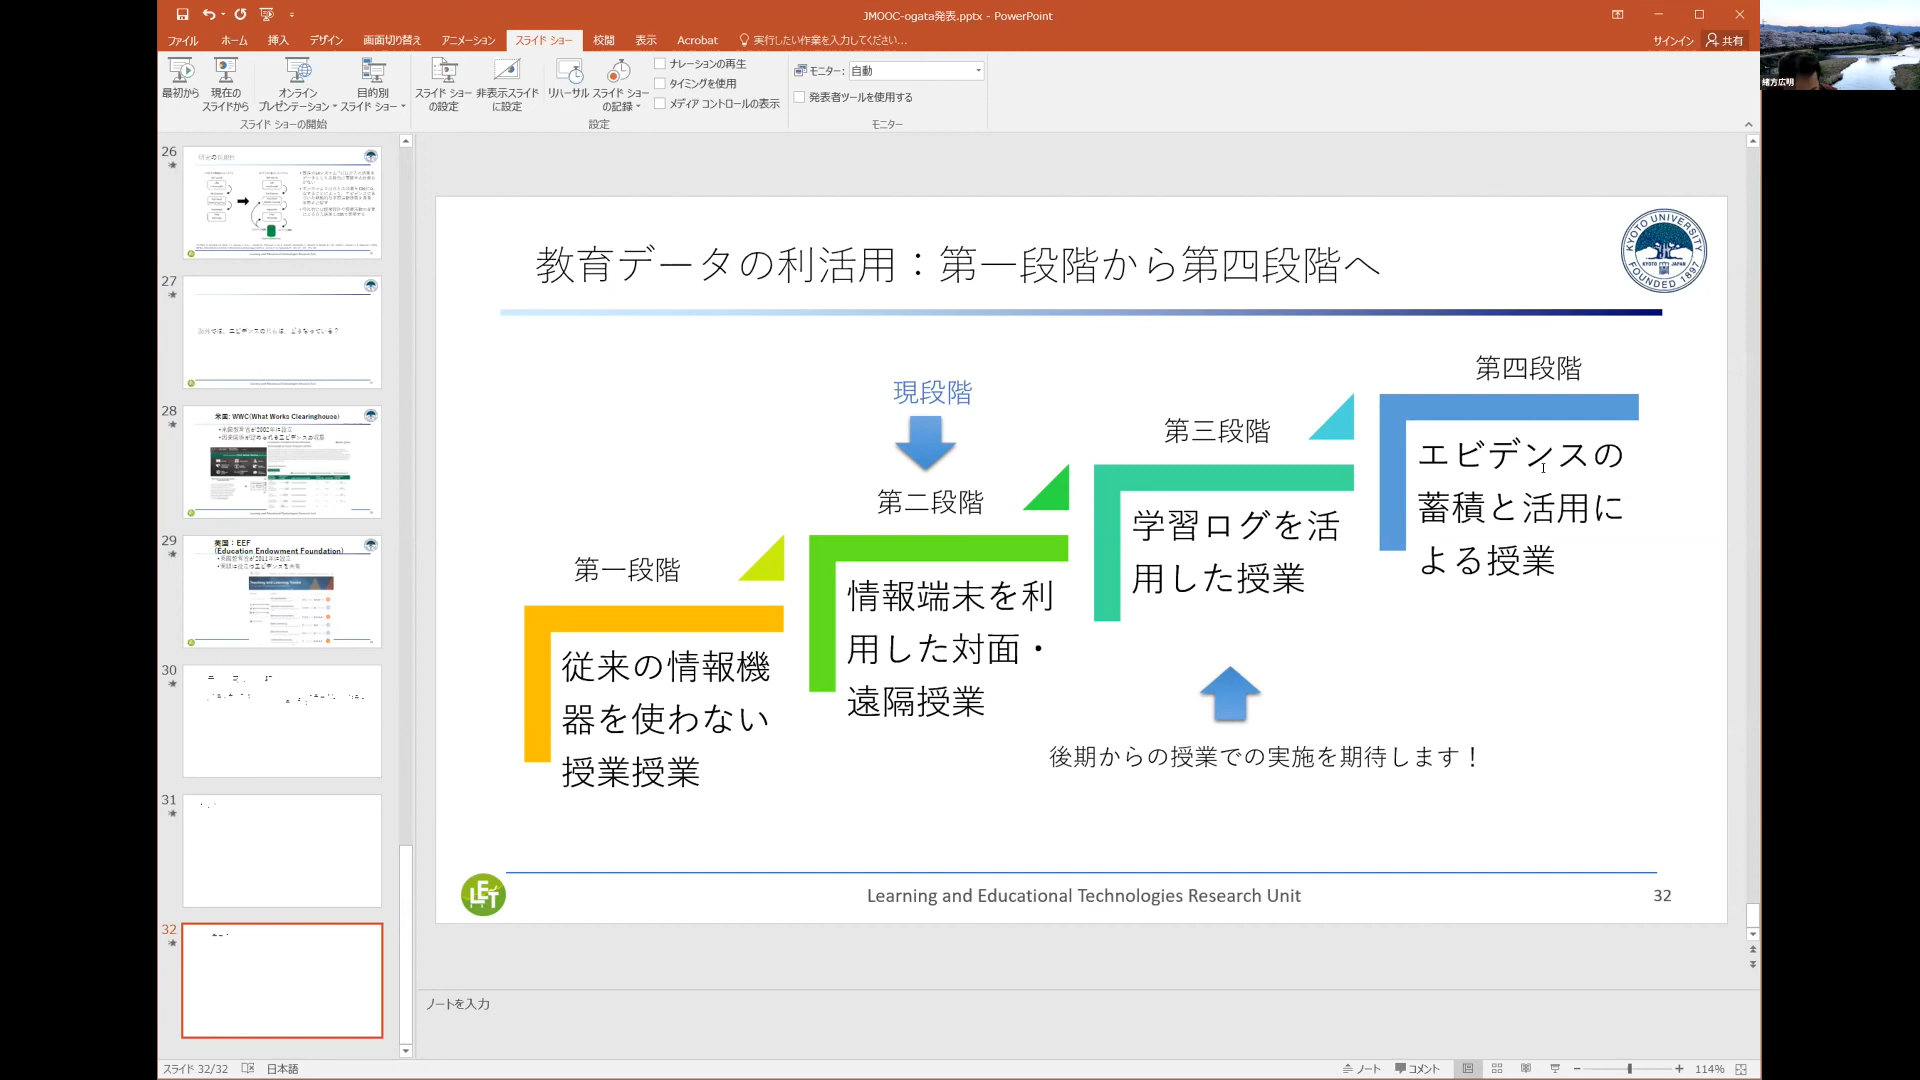 JMOOC-ogata発表.pptx - PowerPoint
ファイル ホーム 挿入 デザイン 画面切り替え アニメーション スライド ショー 校閲 表示 Acrobat 実行したい作業を入力してください...
サインイン 共有
緒方広明
最初から
現在の
スライドから
オンライン
プレゼンテーション
目的別
スライド ショー
スライド ショーの開始
スライド ショー
の設定
非表示スライド
に設定
リハーサル
スライド ショー
の記録
ナレーションの再生
タイミングを使用
メディア コントロールの表示
設定
モニター: 自動
発表者ツールを使用する
モニター
26
27
28
米国: WWC(What Works Clearinghouse)
29
英国：EEF
(Education Endowment Foundation)
30
31
32
教育データの利活用：第一段階から第四段階へ
KYOTO UNIVERSITY
KYOTO JAPAN
FOUNDED 1897
第四段階
エビデンスの
蓄積と活用に
よる授業
第三段階
学習ログを活
用した授業
現段階
第二段階
情報端末を利
用した対面・
遠隔授業
第一段階
従来の情報機
器を使わない
授業授業
後期からの授業での実施を期待します！
LET
Learning and Educational Technologies Research Unit
32
ノートを入力
スライド 32/32 日本語
ノート コメント 114%